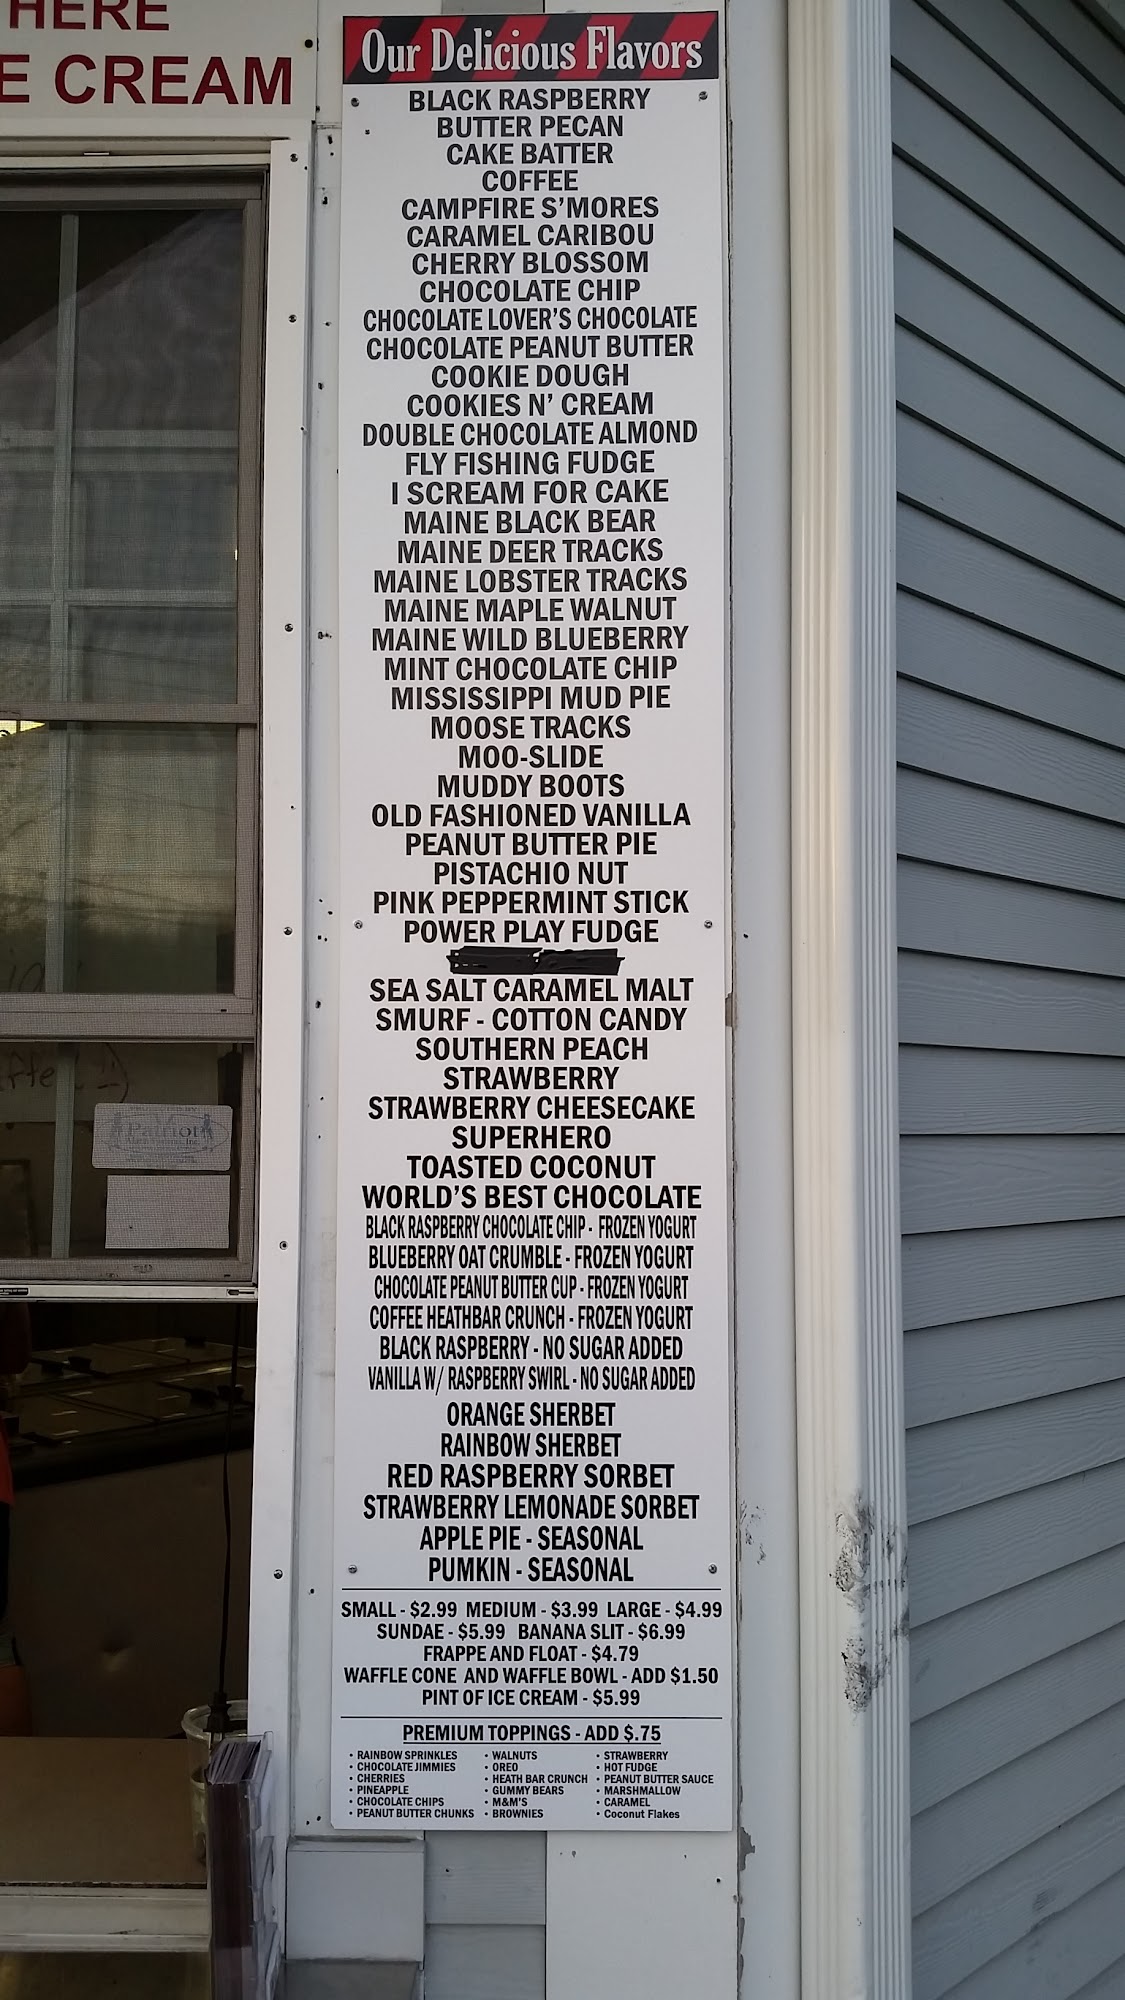 HERE
E CREAM
Our Delicious Flavors
BLACK RASPBERRY
BUTTER PECAN
CAKE BATTER
COFFEE
CAMPFIRE S'MORES
CARAMEL CARIBOU
CHERRY BLOSSOM
CHOCOLATE CHIP
CHOCOLATE LOVER'S CHOCOLATE
CHOCOLATE PEANUT BUTTER
COOKIE DOUGH
COOKIES N' CREAM
DOUBLE CHOCOLATE ALMOND
FLY FISHING FUDGE
I SCREAM FOR CAKE
MAINE BLACK BEAR
MAINE DEER TRACKS
MAINE LOBSTER TRACKS
MAINE MAPLE WALNUT
MAINE WILD BLUEBERRY
MINT CHOCOLATE CHIP
MISSISSIPPI MUD PIE
MOOSE TRACKS
MOO-SLIDE
MUDDY BOOTS
OLD FASHIONED VANILLA
PEANUT BUTTER PIE
PISTACHIO NUT
PINK PEPPERMINT STICK
POWER PLAY FUDGE
SEA SALT CARAMEL MALT
SMURF - COTTON CANDY
SOUTHERN PEACH
STRAWBERRY
STRAWBERRY CHEESECAKE
SUPERHERO
TOASTED COCONUT
WORLD'S BEST CHOCOLATE
BLACK RASPBERRY CHOCOLATE CHIP - FROZEN YOGURT
BLUEBERRY OAT CRUMBLE - FROZEN YOGURT
CHOCOLATE PEANUT BUTTER CUP - FROZEN YOGURT
COFFEE HEATHBAR CRUNCH - FROZEN YOGURT
BLACK RASPBERRY - NO SUGAR ADDED
VANILLA W/ RASPBERRY SWIRL - NO SUGAR ADDED
ORANGE SHERBET
RAINBOW SHERBET
RED RASPBERRY SORBET
STRAWBERRY LEMONADE SORBET
APPLE PIE - SEASONAL
PUMKIN - SEASONAL
SMALL - $2.99 MEDIUM - $3.99 LARGE - $4.99
SUNDAE - $5.99 BANANA SLIT - $6.99
FRAPPE AND FLOAT - $4.79
WAFFLE CONE AND WAFFLE BOWL - ADD $1.50
PINT OF ICE CREAM - $5.99
PREMIUM TOPPINGS - ADD $.75
• RAINBOW SPRINKLES
• CHOCOLATE JIMMIES
• CHERRIES
• PINEAPPLE
• CHOCOLATE CHIPS
• PEANUT BUTTER CHUNKS
• WALNUTS
• OREO
• HEATH BAR CRUNCH
• GUMMY BEARS
• M&M'S
• BROWNIES
• STRAWBERRY
• HOT FUDGE
• PEANUT BUTTER SAUCE
• MARSHMALLOW
• CARAMEL
• Coconut Flakes
Patriot